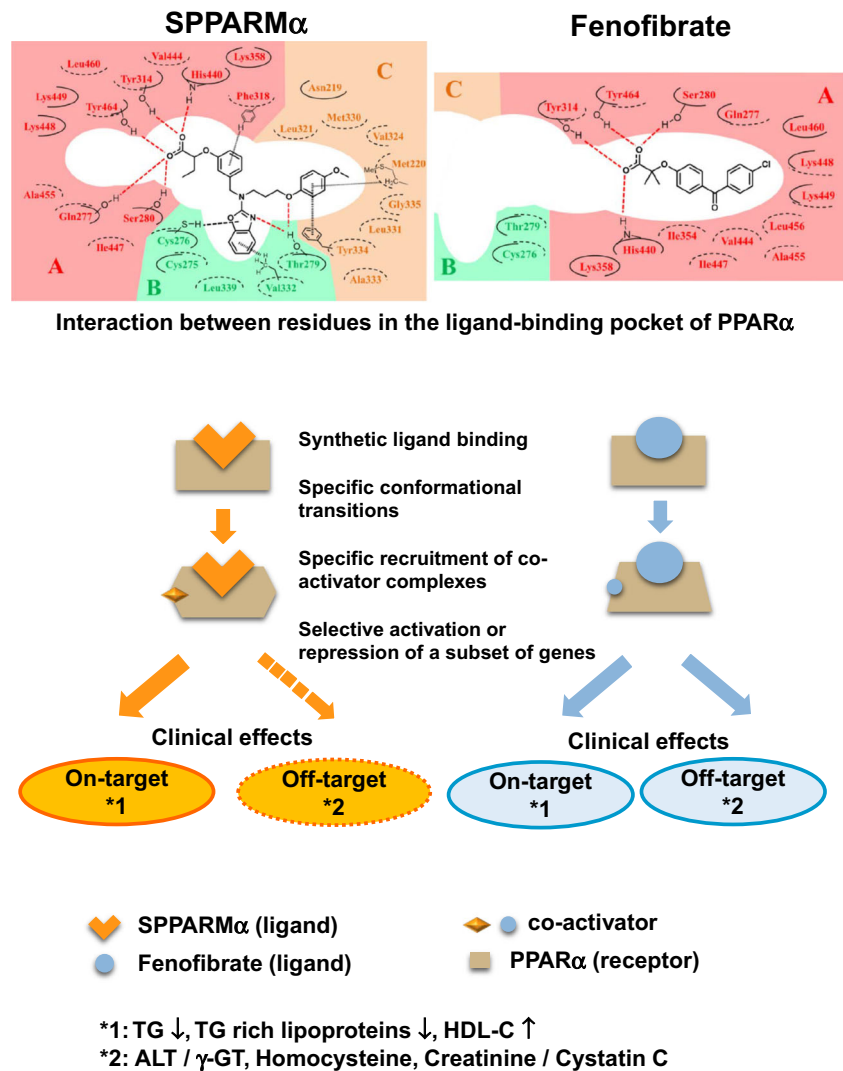 SPPARMα
Fenofibrate
Leu460
Val444
Lys358
Tyr314
His440
C
Asn219
Lys449
Phe318
Tyr464
Met330
Lys448
Leu321
Val324
Met220
Gly335
Ala455
Gln277
Ser280
Leu331
Cys276
Tyr334
A
Ile447
Cys275
Thr279
B
Leu339
Val332
Ala333
C
Tyr464
Ser280
A
Tyr314
Gln277
Leu460
Lys448
Lys449
Thr279
His440
Ile354
Leu456
Val444
Cys276
B
Lys358
Ile447
Ala455
Interaction between residues in the ligand-binding pocket of PPARα
Synthetic ligand binding
Specific conformational
transitions
Specific recruitment of co-
activator complexes
Selective activation or
repression of a subset of genes
Clinical effects
Clinical effects
On-target
*1
Off-target
*2
On-target
*1
Off-target
*2
SPPARMα (ligand)
co-activator
Fenofibrate (ligand)
PPARα (receptor)
*1: TG ↓, TG rich lipoproteins ↓, HDL-C ↑
*2: ALT / γ-GT, Homocysteine, Creatinine / Cystatin C